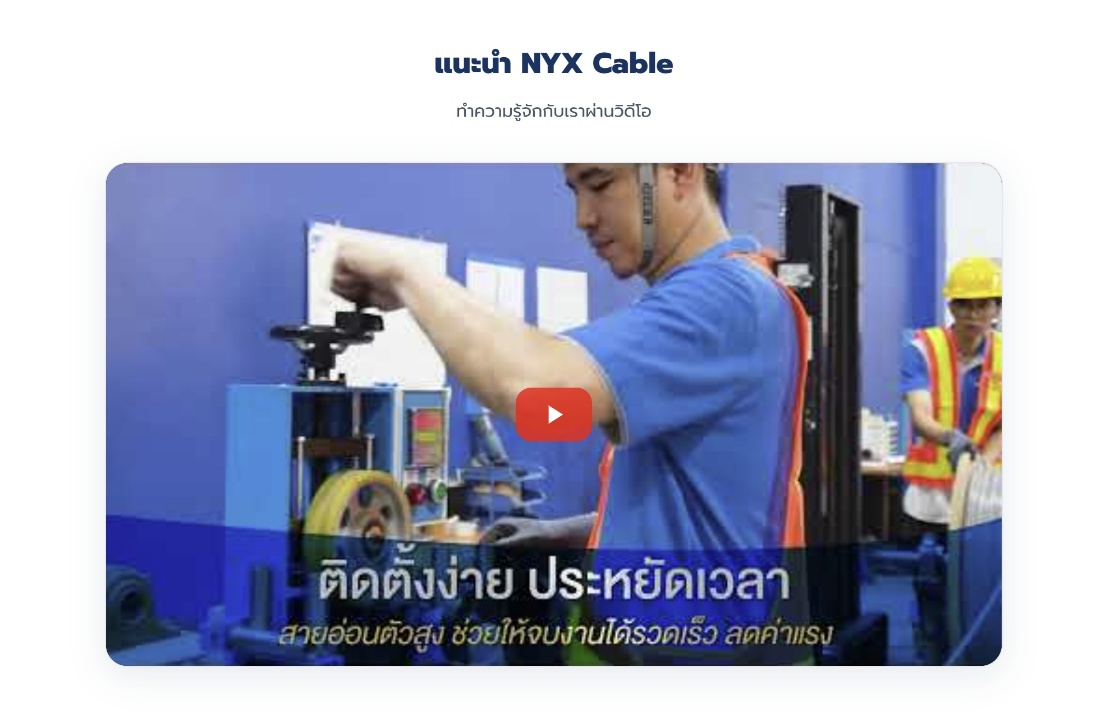 แนะนำ NYX Cable
ทำความรู้จักกับเราผ่านวิดีโอ
ติดตั้งง่าย ประหยัดเวลา
สายอ่อนตัวสูง ช่วยให้จบงานได้รวดเร็ว ลดค่าแรง